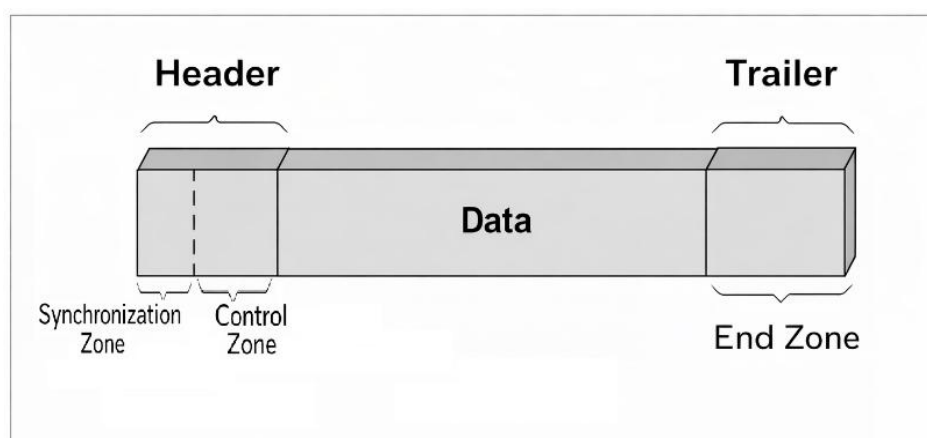 Header
Trailer
Data
Synchronization
Zone
Control
Zone
End Zone